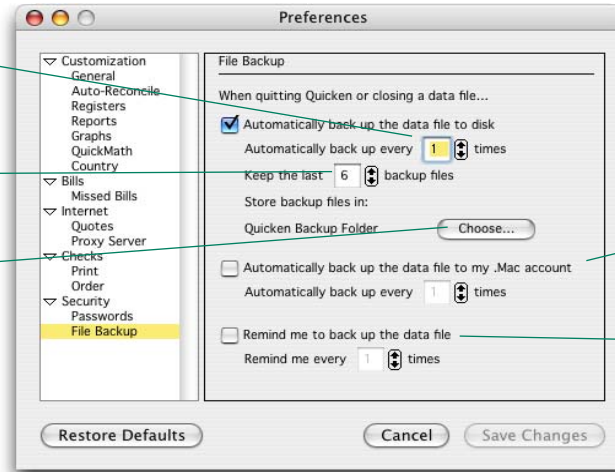 Preferences
Customization
General
Auto-Reconcile
Registers
Reports
Graphs
QuickMath
Country
Bills
Missed Bills
Internet
Quotes
Proxy Server
Checks
Print
Order
Security
Passwords
File Backup
File Backup
When quitting Quicken or closing a data file...
Automatically back up the data file to disk
Automatically back up every 1 times
Keep the last 6 backup files
Store backup files in:
Quicken Backup Folder Choose...
Automatically back up the data file to my .Mac account
Automatically back up every 1 times
Remind me to back up the data file
Remind me every 1 times
Restore Defaults Cancel Save Changes